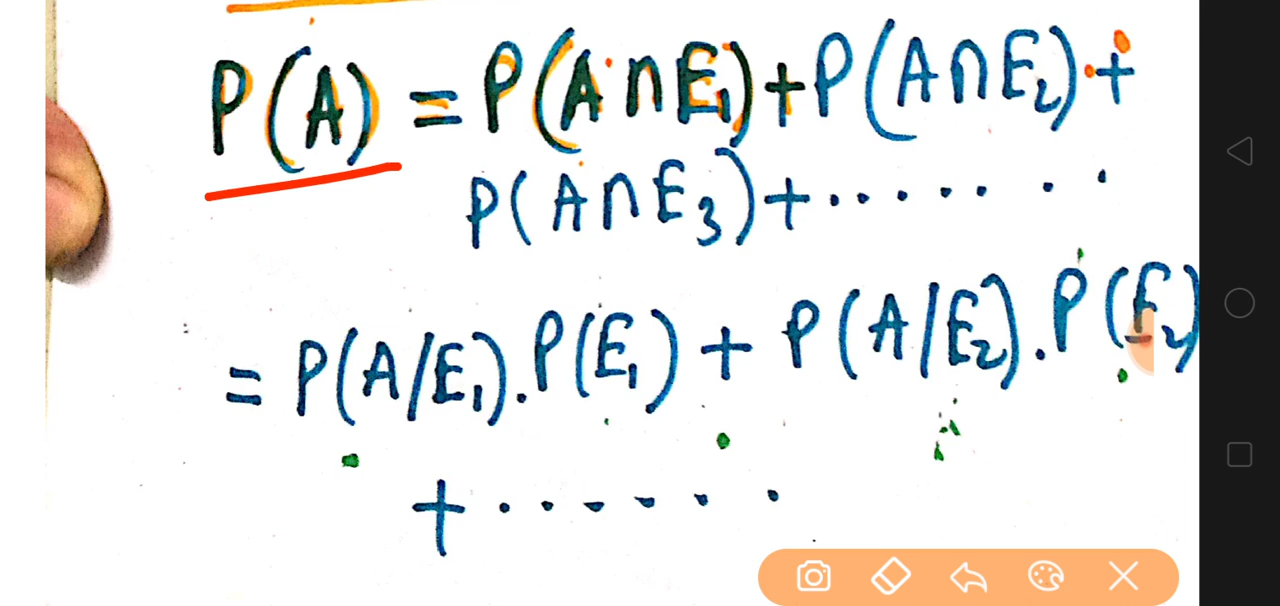 P(A) = P(A∩E₁)+P(A∩E₂)+
P(A∩E₃)+.......
= P(A/E₁).P(E₁) + P(A/E₂).P(E₂)
+ ......